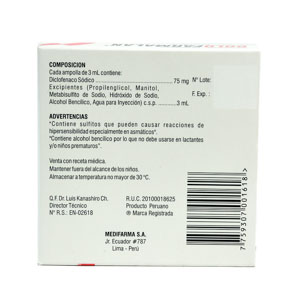 COMPOSICION
Cada ampolla de 3 mL contiene:
Diclofenaco Sódico 75 mg
Excipientes (Propilenglicol, Manitol,
Metabisulfito de Sodio, Hidróxido de Sodio,
Alcohol Bencílico, Agua para Inyección) c.s.p. 3 mL
N° Lote:
F. Exp. :
ADVERTENCIAS
"Contiene sulfitos que pueden causar reacciones de
hipersensibilidad especialmente en asmáticos".
"Contiene alcohol bencílico por lo que no debe usarse en lactantes
y/o niños prematuros".
Venta con receta médica.
Mantener fuera del alcance de los niños.
Almacenar a temperatura no mayor de 30 °C.
Q.F. Dr. Luis Kanashiro Ch.
Director Técnico
N° R.S.: EN-02618
R.U.C. 20100018625
Producto Peruano
® Marca Registrada
MEDIFARMA S.A.
Jr. Ecuador #787
Lima - Perú
7 759307 001618